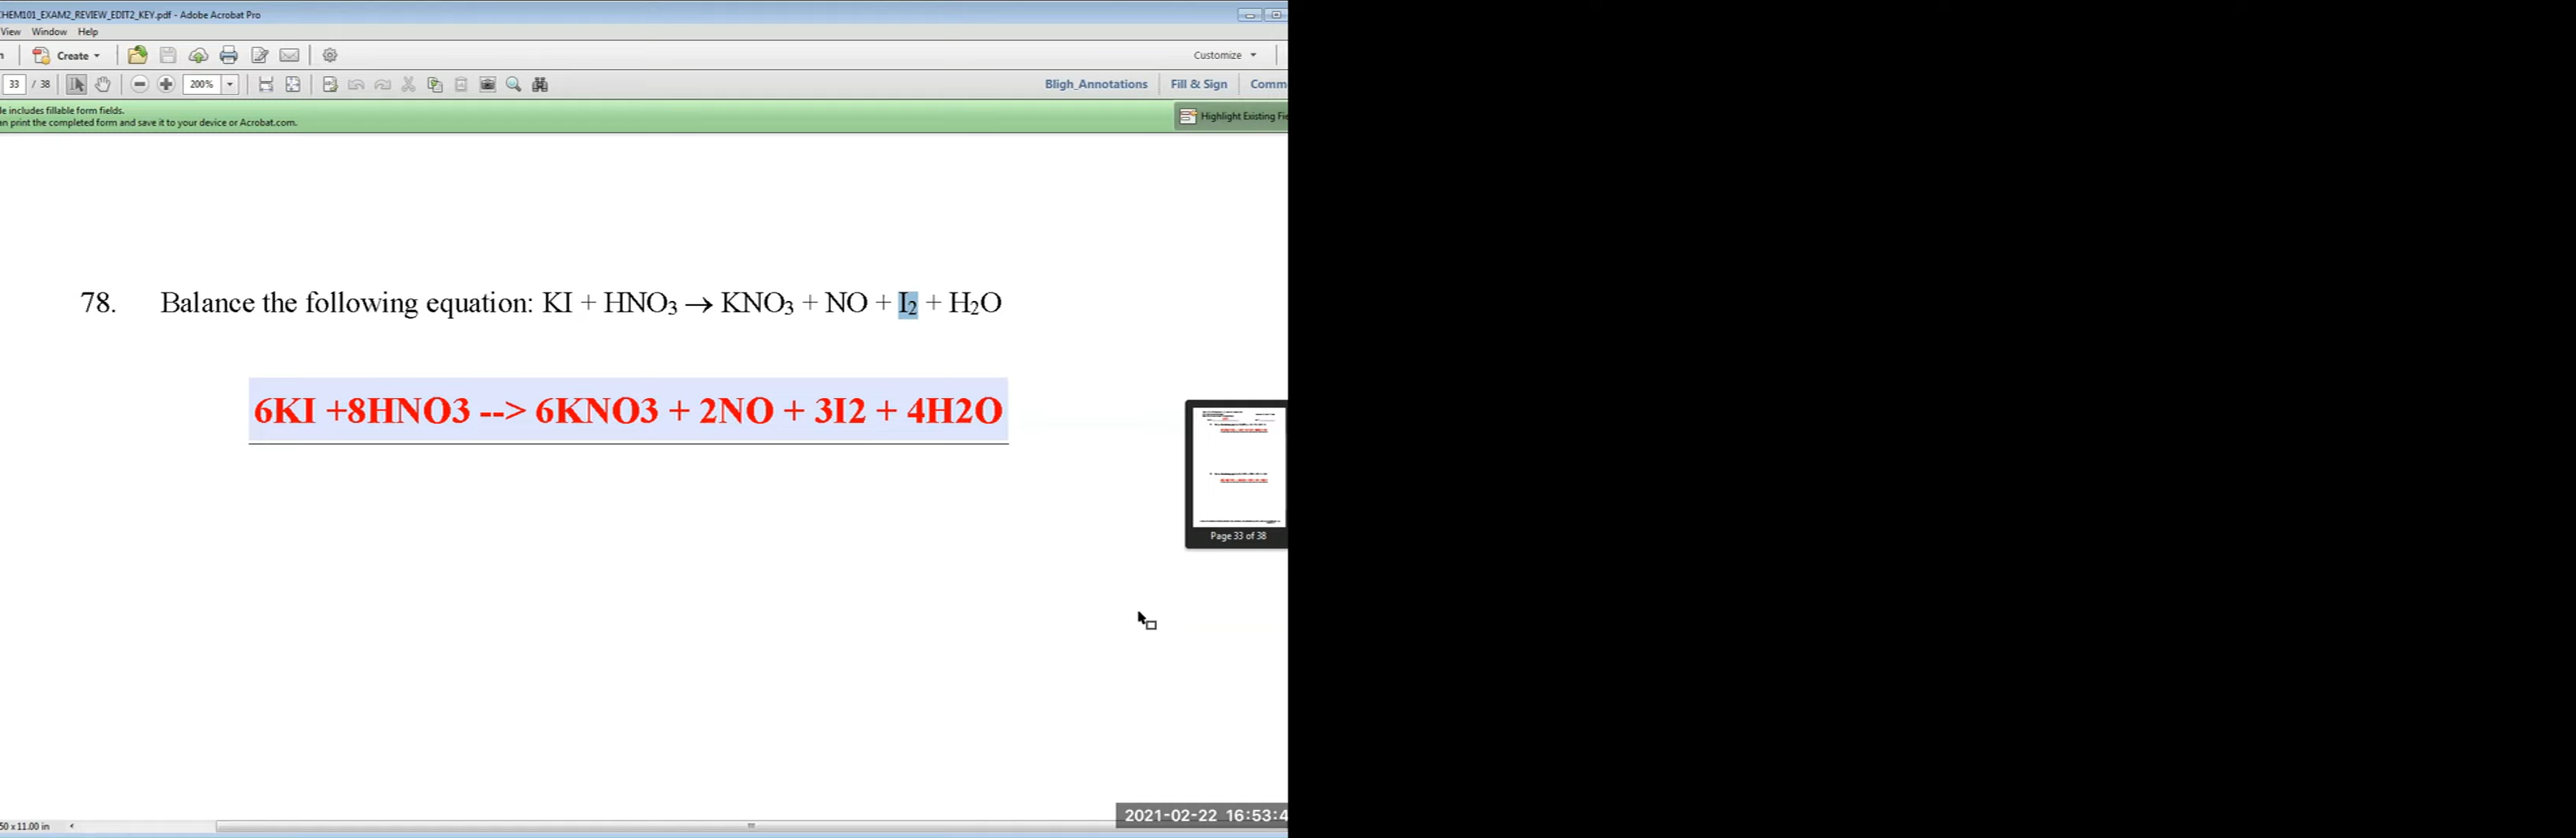 CHEM101_EXAM2_REVIEW_EDIT2_KEY.pdf - Adobe Acrobat Pro
View Window Help
Create Customize
33 / 38 200% Bligh_Annotations Fill & Sign Comm
le includes fillable form fields.
an print the completed form and save it to your device or Acrobat.com.
Highlight Existing Fie
78. Balance the following equation: KI + HNO₃ → KNO₃ + NO + I₂ + H₂O
6KI +8HNO3 --> 6KNO3 + 2NO + 3I2 + 4H2O
Page 33 of 38
2021-02-22 16:53:4
50 x 11.00 in